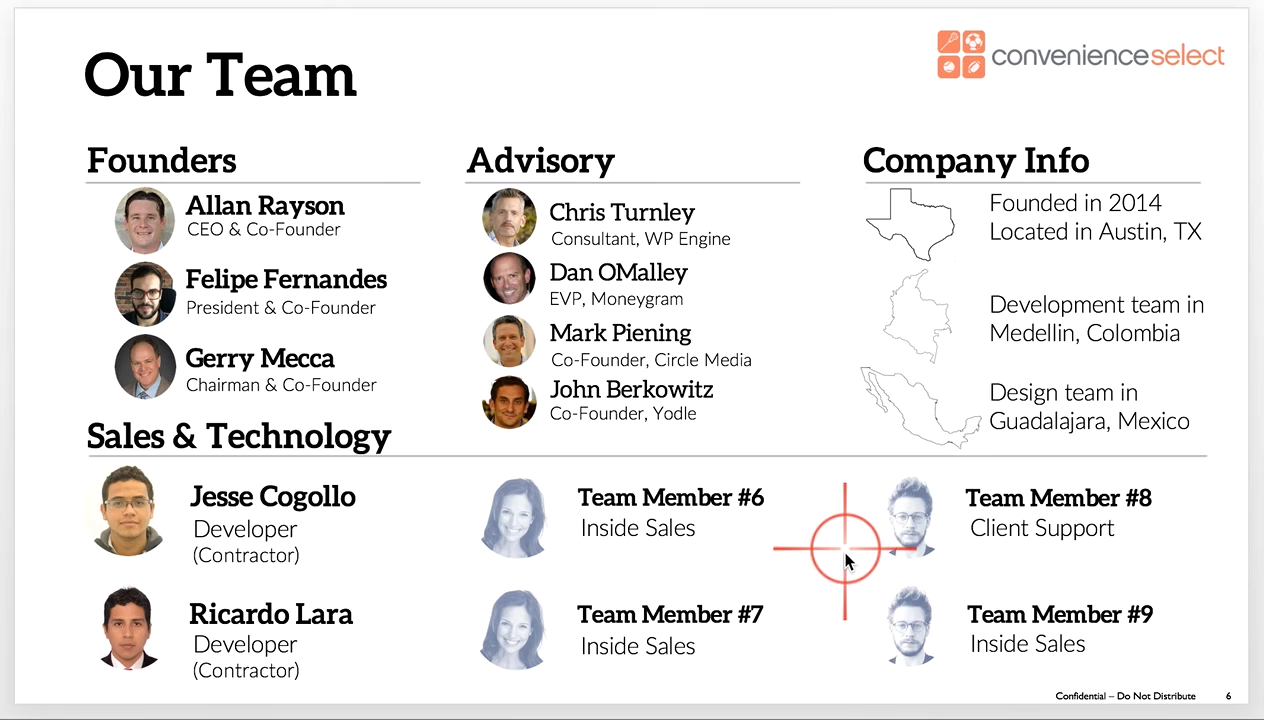 Our Team
convenienceselect
Founders
Allan Rayson
CEO & Co-Founder
Felipe Fernandes
President & Co-Founder
Gerry Mecca
Chairman & Co-Founder
Advisory
Chris Turnley
Consultant, WP Engine
Dan OMalley
EVP, Moneygram
Mark Piening
Co-Founder, Circle Media
John Berkowitz
Co-Founder, Yodle
Company Info
Founded in 2014
Located in Austin, TX
Development team in
Medellin, Colombia
Design team in
Guadalajara, Mexico
Sales & Technology
Jesse Cogollo
Developer
(Contractor)
Ricardo Lara
Developer
(Contractor)
Team Member #6
Inside Sales
Team Member #7
Inside Sales
Team Member #8
Client Support
Team Member #9
Inside Sales
Confidential – Do Not Distribute
6